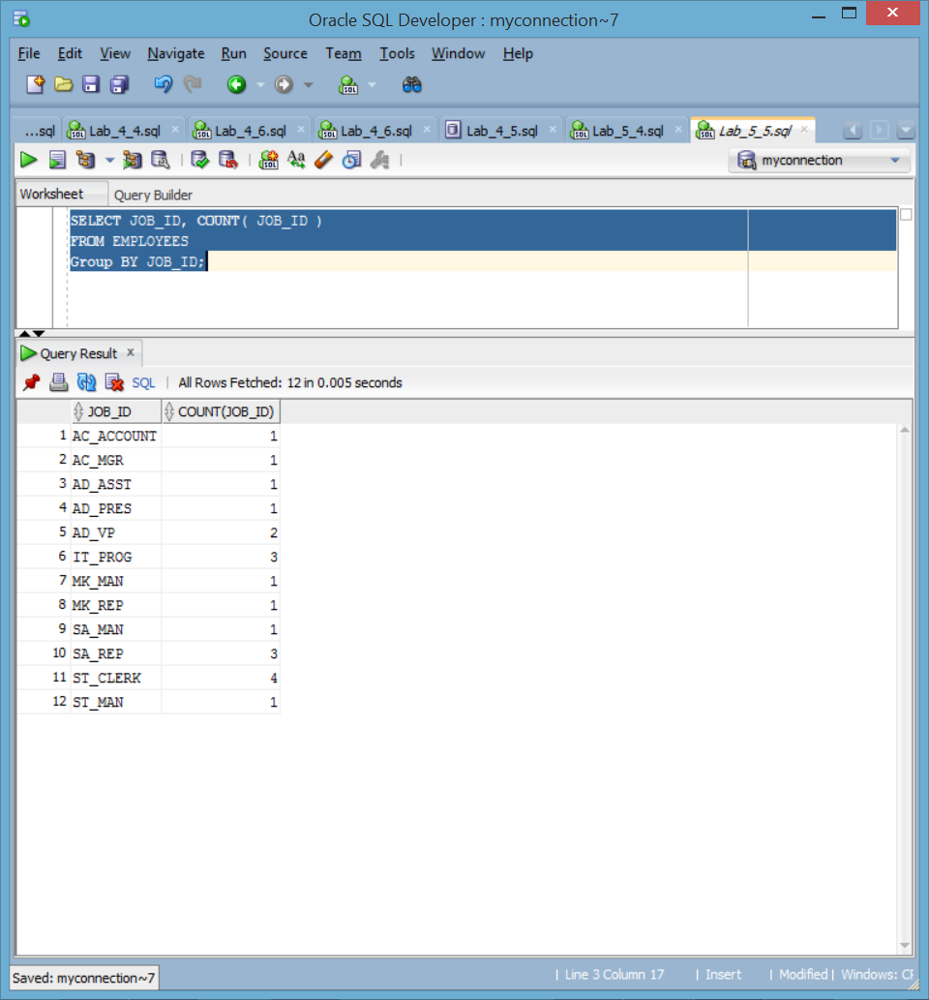 Oracle SQL Developer : myconnection~7
File Edit View Navigate Run Source Team Tools Window Help
...sql Lab_4_4.sql Lab_4_6.sql Lab_4_6.sql Lab_4_5.sql Lab_5_4.sql Lab_5_5.sql
myconnection
Worksheet Query Builder
SELECT JOB_ID, COUNT( JOB_ID )
FROM EMPLOYEES
Group BY JOB_ID;
Query Result x
SQL | All Rows Fetched: 12 in 0.005 seconds
JOB_ID COUNT(JOB_ID)
1 AC_ACCOUNT 1
2 AC_MGR 1
3 AD_ASST 1
4 AD_PRES 1
5 AD_VP 2
6 IT_PROG 3
7 MK_MAN 1
8 MK_REP 1
9 SA_MAN 1
10 SA_REP 3
11 ST_CLERK 4
12 ST_MAN 1
Saved: myconnection~7 | Line 3 Column 17 | Insert | Modified | Windows: CF